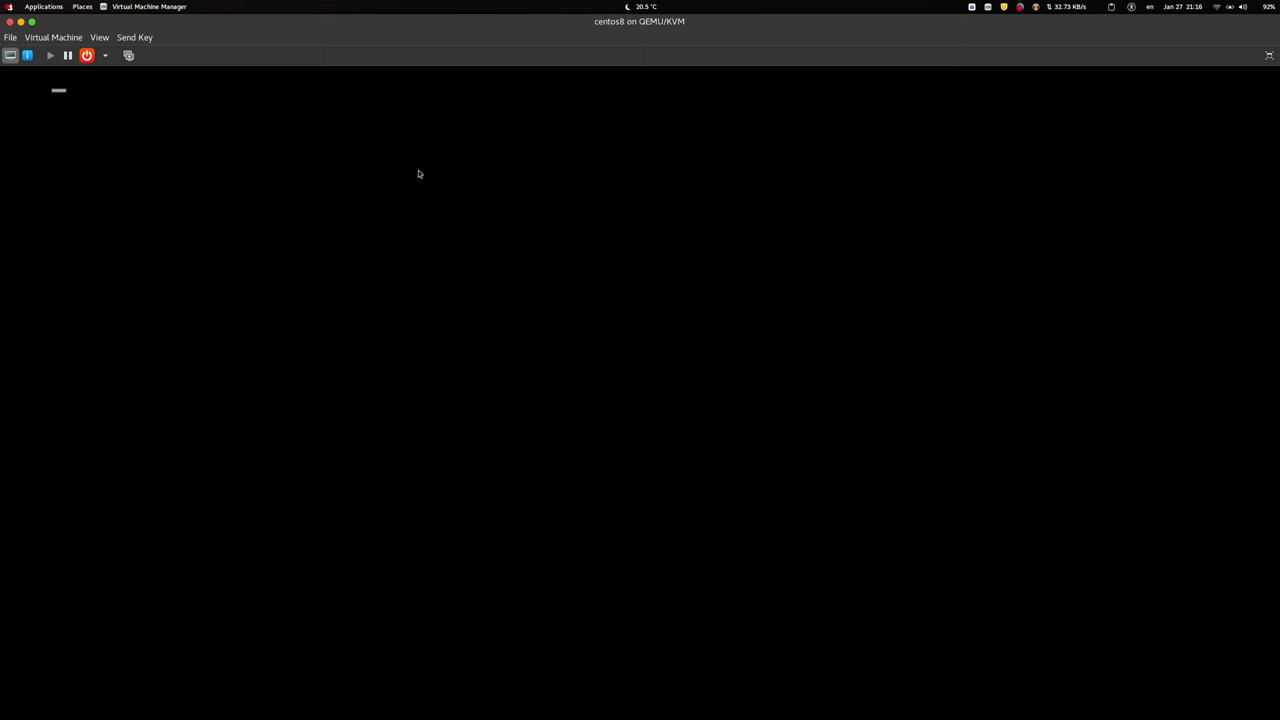 Applications Places Virtual Machine Manager 20.5 °C 32.73 KB/s en Jan 27 21:16 92%
centos8 on QEMU/KVM
File Virtual Machine View Send Key